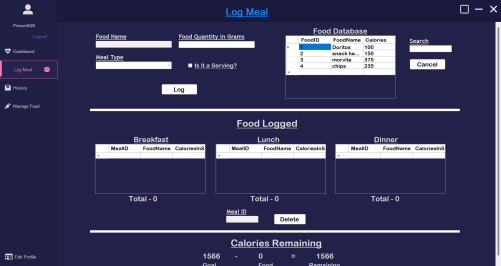 Log Meal
Prince4029
Logout
Dashboard
Log Meal
History
Manage Food
Edit Profile
Food Name
Food Quantity in Grams
Meal Type
Is it a Serving?
Log
Food Database
FoodID FoodName Calories
1 Doritos 100
2 snack he... 150
3 morvita 375
4 chips 235
Search
Cancel
Food Logged
Breakfast
MealID FoodName CaloriesInS
Total - 0
Lunch
MealID FoodName CaloriesInS
Total - 0
Dinner
MealID FoodName CaloriesInS
Total - 0
Meal ID
Delete
Calories Remaining
1566 - 0 = 1566
Goal Food Remaining